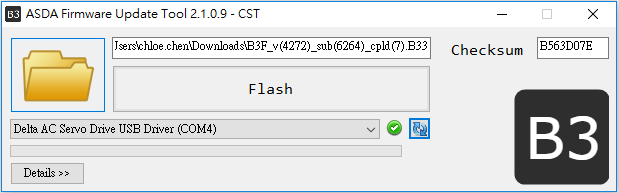 B3 ASDA Firmware Update Tool 2.1.0.9 - CST
Jsers\chloe.chen\Downloads\B3F_v(4272)_sub(6264)_cpld(7).B33
Checksum
B563D07E
Flash
Delta AC Servo Drive USB Driver (COM4)
B3
Details >>